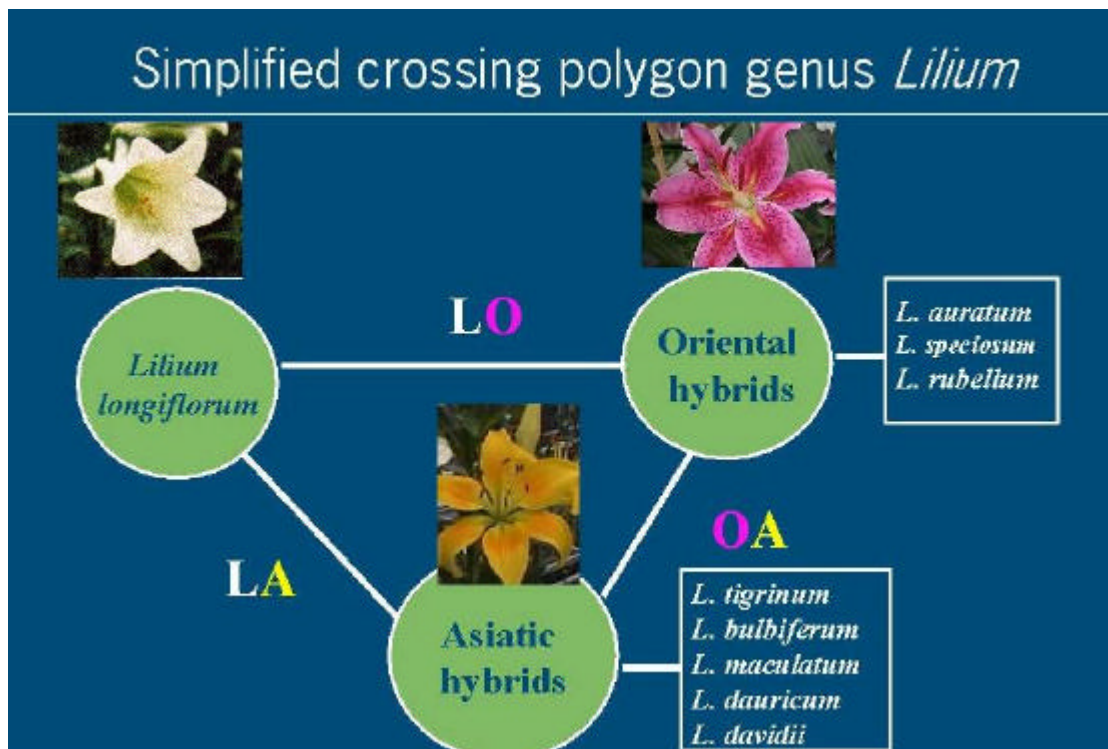 Simplified crossing polygon genus Lilium
LO
Lilium
longiflorum
Oriental
hybrids
L. auratum
L. speciosum
L. rubellum
LA
OA
Asiatic
hybrids
L. tigrinum
L. bulbiferum
L. maculatum
L. dauricum
L. davidii